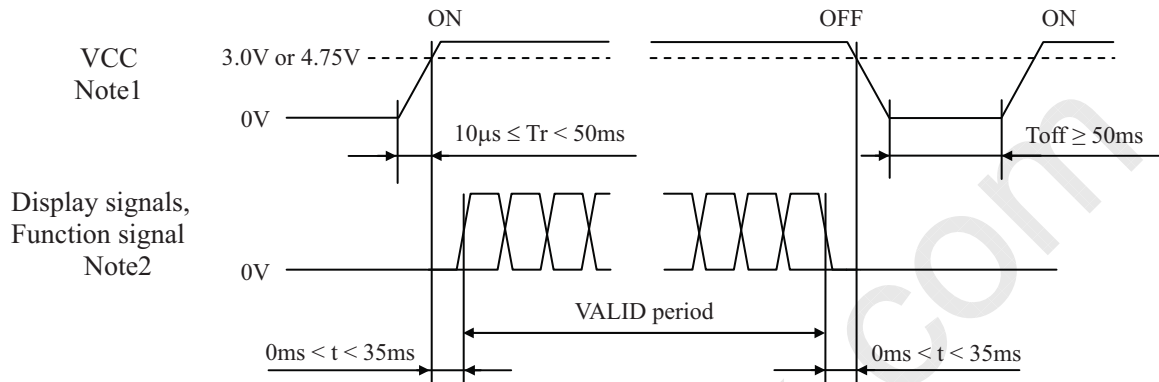 ON OFF ON
VCC
Note1
3.0V or 4.75V
0V
10μs ≤ Tr < 50ms
Toff ≥ 50ms
Display signals,
Function signal
Note2
0V
VALID period
0ms < t < 35ms
0ms < t < 35ms
com